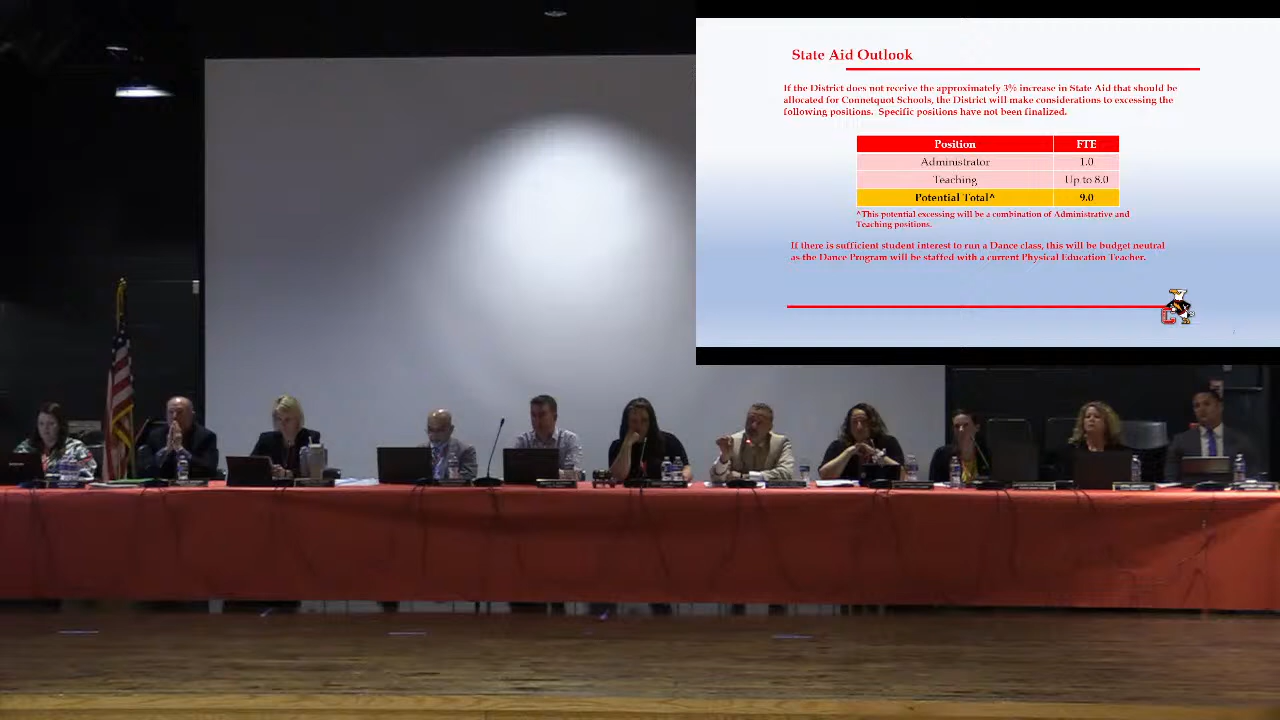 State Aid Outlook
If the District does not receive the approximately 3% increase in State Aid that should be
allocated for Connetquot Schools, the District will make considerations to excessing the
following positions.  Specific positions have not been finalized.
Position FTE
Administrator 1.0
Teaching Up to 8.0
Potential Total^ 9.0
^This potential excessing will be a combination of Administrative and
Teaching positions.
If there is sufficient student interest to run a Dance class, this will be budget neutral
as the Dance Program will be staffed with a current Physical Education Teacher.
C